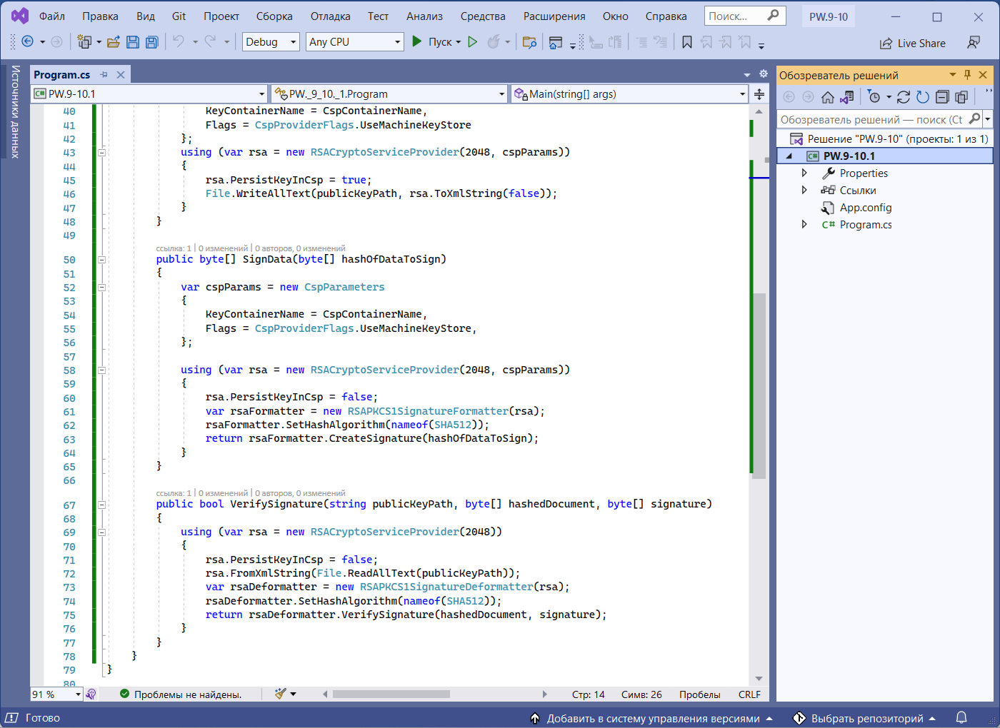 Файл Правка Вид Git Проект Сборка Отладка Тест Анализ Средства Расширения Окно Справка Поиск... PW.9-10
Debug Any CPU Пуск Live Share
Источники данных
Program.cs
PW.9-10.1 PW._9_10._1.Program Main(string[] args)
40 KeyContainerName = CspContainerName,
41 Flags = CspProviderFlags.UseMachineKeyStore
42 };
43 using (var rsa = new RSACryptoServiceProvider(2048, cspParams))
44 {
45 rsa.PersistKeyInCsp = true;
46 File.WriteAllText(publicKeyPath, rsa.ToXmlString(false));
47 }
48 }
49
ссылка: 1 | 0 изменений | 0 авторов, 0 изменений
50 public byte[] SignData(byte[] hashOfDataToSign)
51 {
52 var cspParams = new CspParameters
53 {
54 KeyContainerName = CspContainerName,
55 Flags = CspProviderFlags.UseMachineKeyStore,
56 };
57
58 using (var rsa = new RSACryptoServiceProvider(2048, cspParams))
59 {
60 rsa.PersistKeyInCsp = false;
61 var rsaFormatter = new RSAPKCS1SignatureFormatter(rsa);
62 rsaFormatter.SetHashAlgorithm(nameof(SHA512));
63 return rsaFormatter.CreateSignature(hashOfDataToSign);
64 }
65 }
66
ссылка: 1 | 0 изменений | 0 авторов, 0 изменений
67 public bool VerifySignature(string publicKeyPath, byte[] hashedDocument, byte[] signature)
68 {
69 using (var rsa = new RSACryptoServiceProvider(2048))
70 {
71 rsa.PersistKeyInCsp = false;
72 rsa.FromXmlString(File.ReadAllText(publicKeyPath));
73 var rsaDeformatter = new RSAPKCS1SignatureDeformatter(rsa);
74 rsaDeformatter.SetHashAlgorithm(nameof(SHA512));
75 return rsaDeformatter.VerifySignature(hashedDocument, signature);
76 }
77 }
78 }
79 }
80
91 % Проблемы не найдены. Стр: 14 Симв: 26 Пробелы CRLF
Обозреватель решений
Обозреватель решений — поиск (Ct
Решение "PW.9-10" (проекты: 1 из 1)
PW.9-10.1
Properties
Ссылки
App.config
C# Program.cs
Готово Добавить в систему управления версиями Выбрать репозиторий